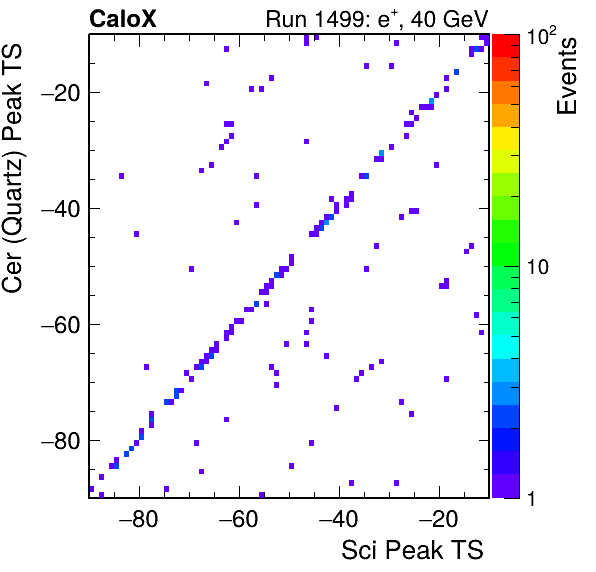 CaloX Run 1499: e⁺, 40 GeV
Cer (Quartz) Peak TS
−20
−40
−60
−80
−80 −60 −40 −20
Sci Peak TS
10²
10
1
Events